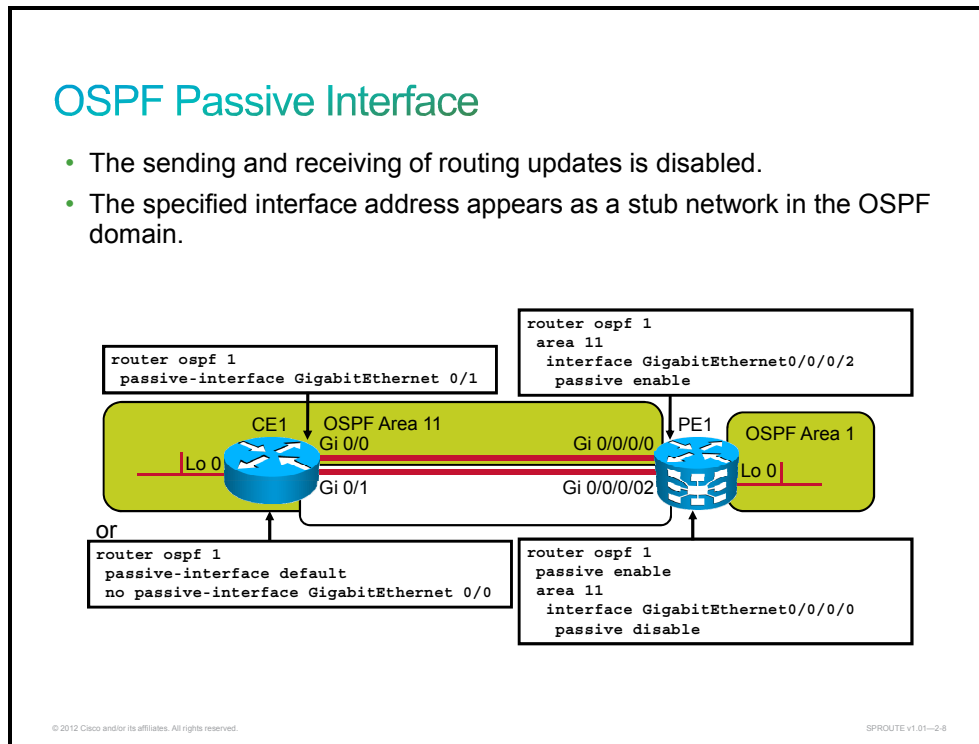 OSPF Passive Interface
• The sending and receiving of routing updates is disabled.
• The specified interface address appears as a stub network in the OSPF
domain.
router ospf 1
area 11
interface GigabitEthernet0/0/0/2
passive enable
router ospf 1
passive-interface GigabitEthernet 0/1
CE1
OSPF Area 11
PE1
OSPF Area 1
Gi 0/0
Gi 0/0/0/0
Lo 0
Lo 0
Gi 0/1
Gi 0/0/0/02
or
router ospf 1
passive-interface default
no passive-interface GigabitEthernet 0/0
router ospf 1
passive enable
area 11
interface GigabitEthernet0/0/0/0
passive disable
© 2012 Cisco and/or its affiliates. All rights reserved.
SPROUTE v1.01—2-8